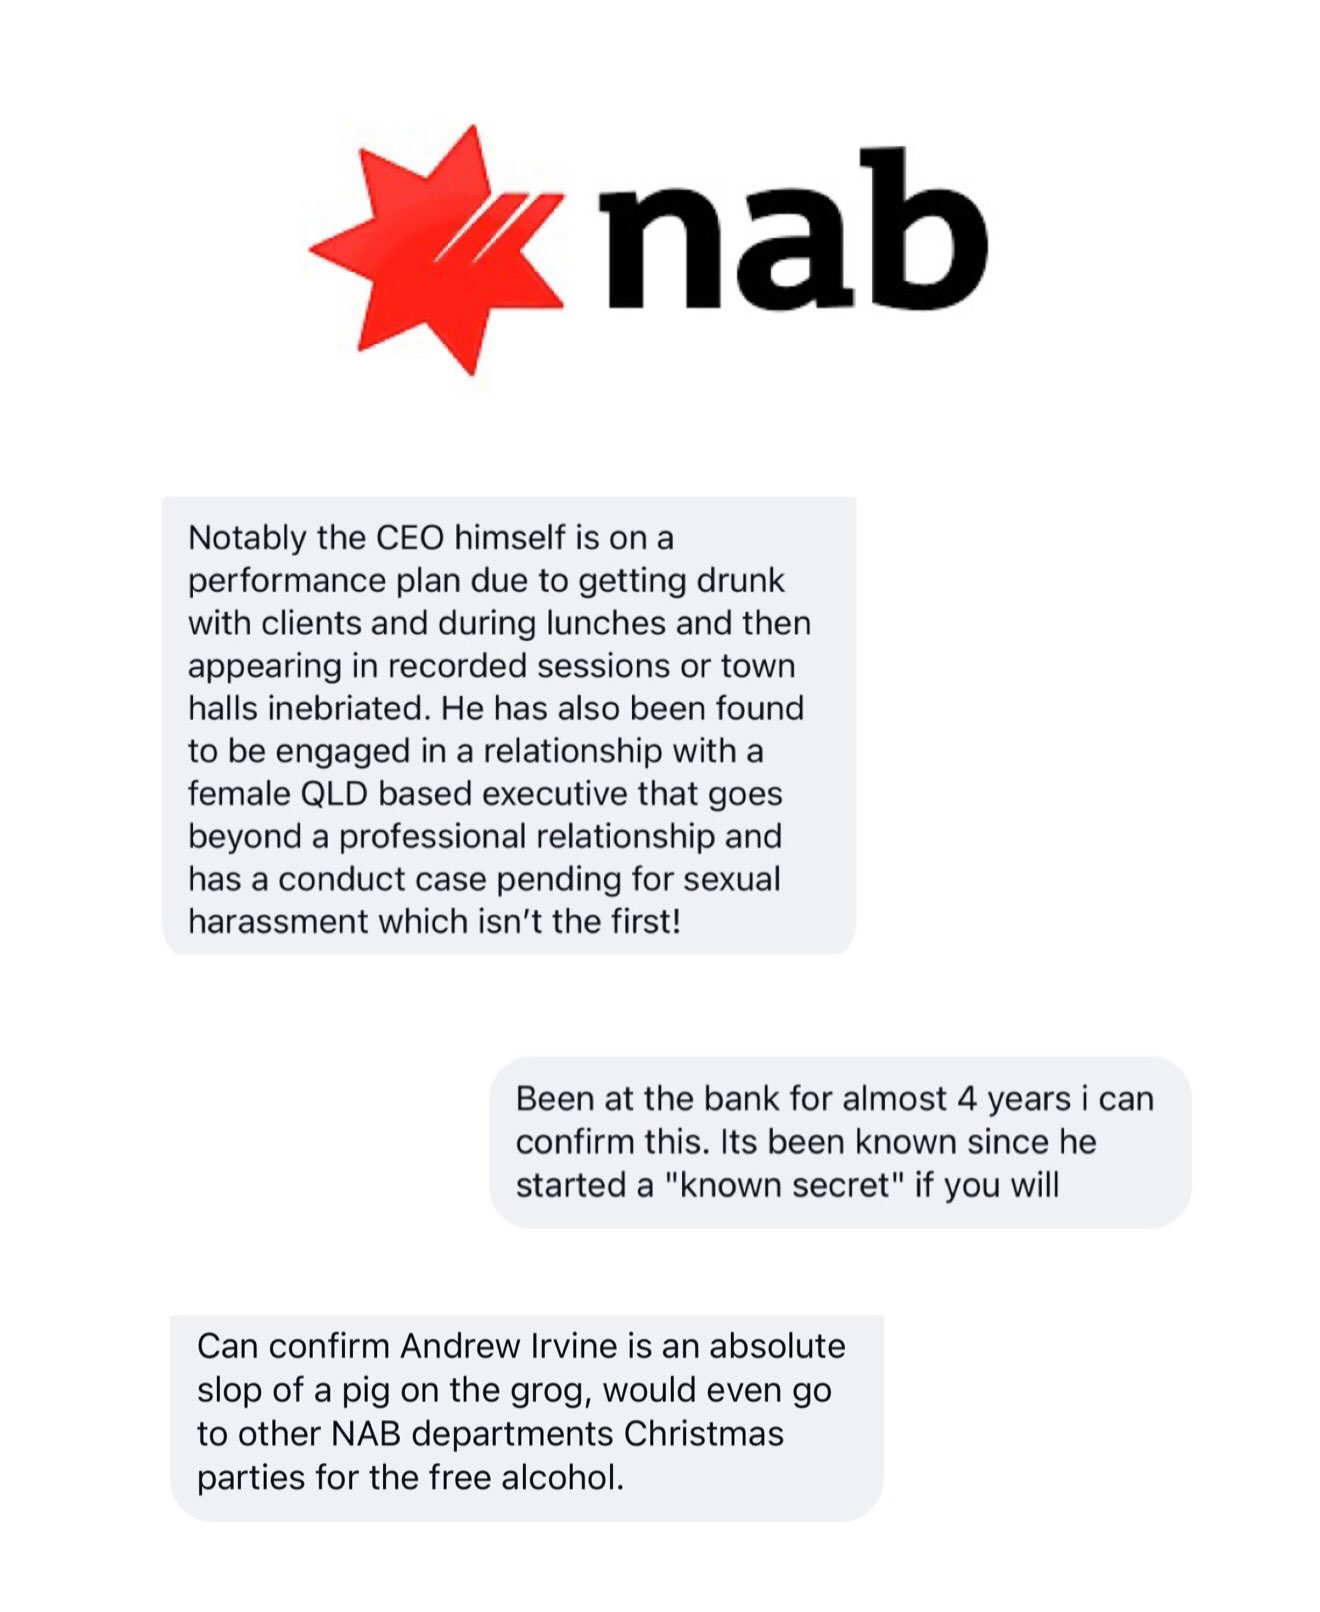 nab
Notably the CEO himself is on a
performance plan due to getting drunk
with clients and during lunches and then
appearing in recorded sessions or town
halls inebriated. He has also been found
to be engaged in a relationship with a
female QLD based executive that goes
beyond a professional relationship and
has a conduct case pending for sexual
harassment which isn’t the first!
Been at the bank for almost 4 years i can
confirm this. Its been known since he
started a "known secret" if you will
Can confirm Andrew Irvine is an absolute
slop of a pig on the grog, would even go
to other NAB departments Christmas
parties for the free alcohol.